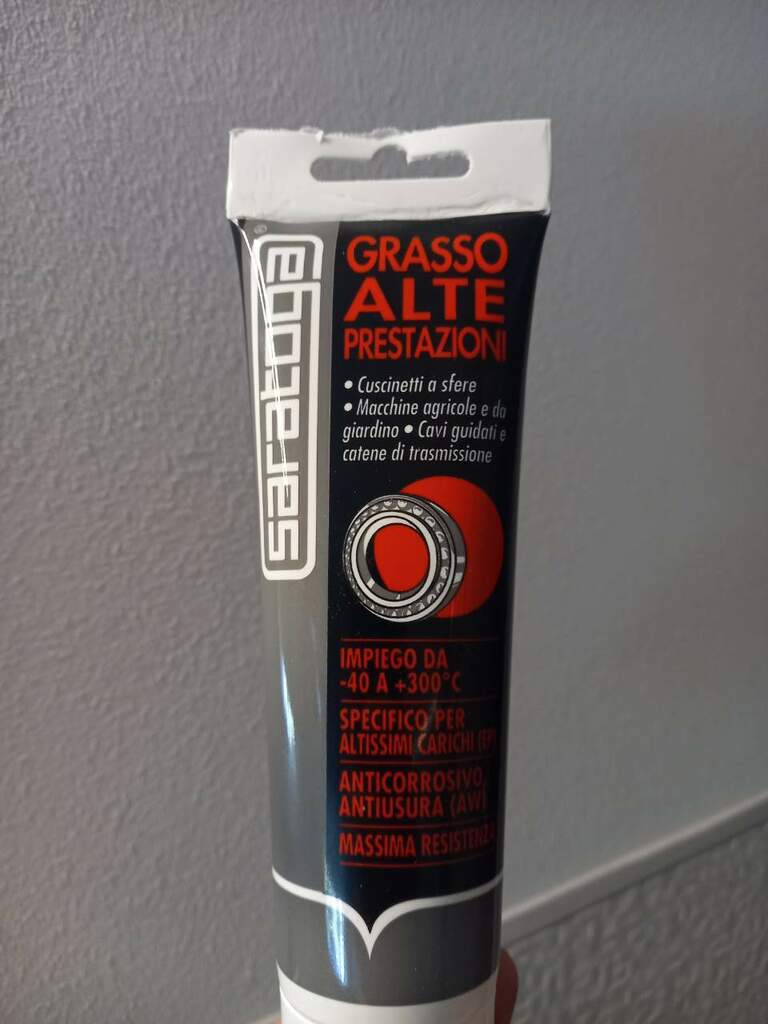 saratoga®
GRASSO
ALTE
PRESTAZIONI
• Cuscinetti a sfere
• Macchine agricole e da
giardino • Cavi guidati e
catene di trasmissione
IMPIEGO DA
-40 A +300°C
SPECIFICO PER
ALTISSIMI CARICHI (EP)
ANTICORROSIVO,
ANTIUSURA (AW)
MASSIMA RESISTENZA